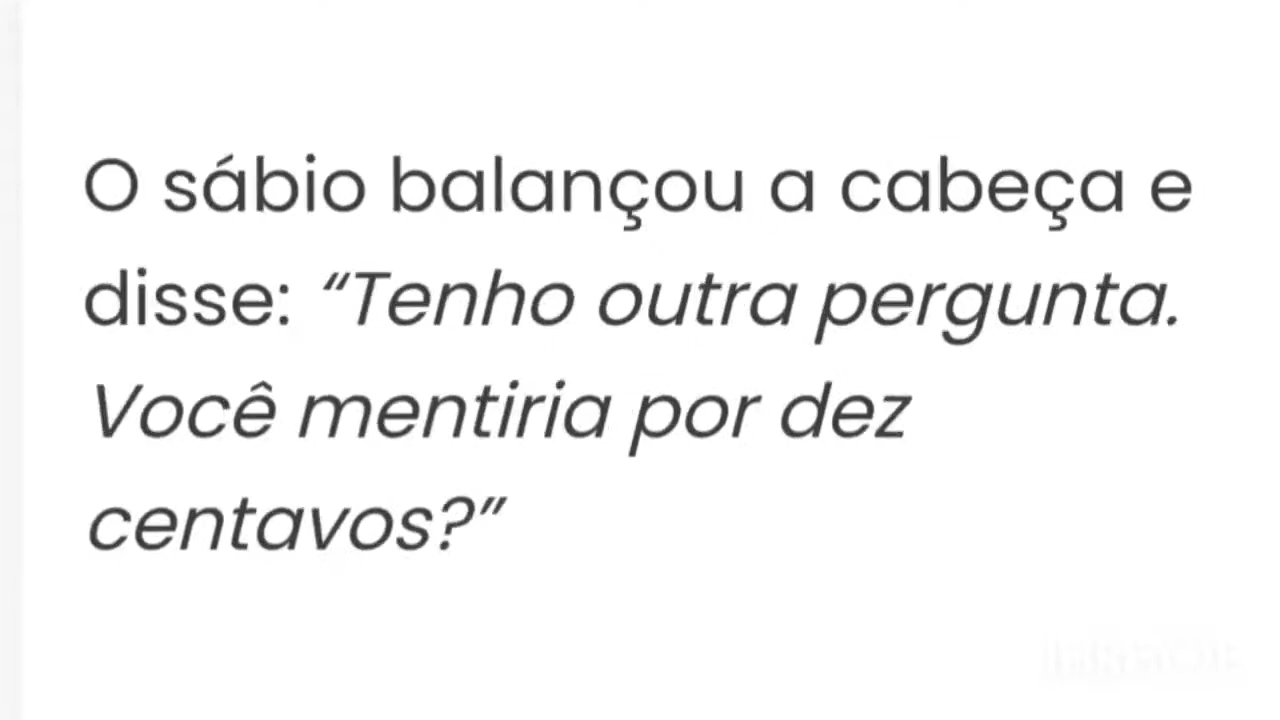 O sábio balançou a cabeça e
disse: “Tenho outra pergunta.
Você mentiria por dez
centavos?”